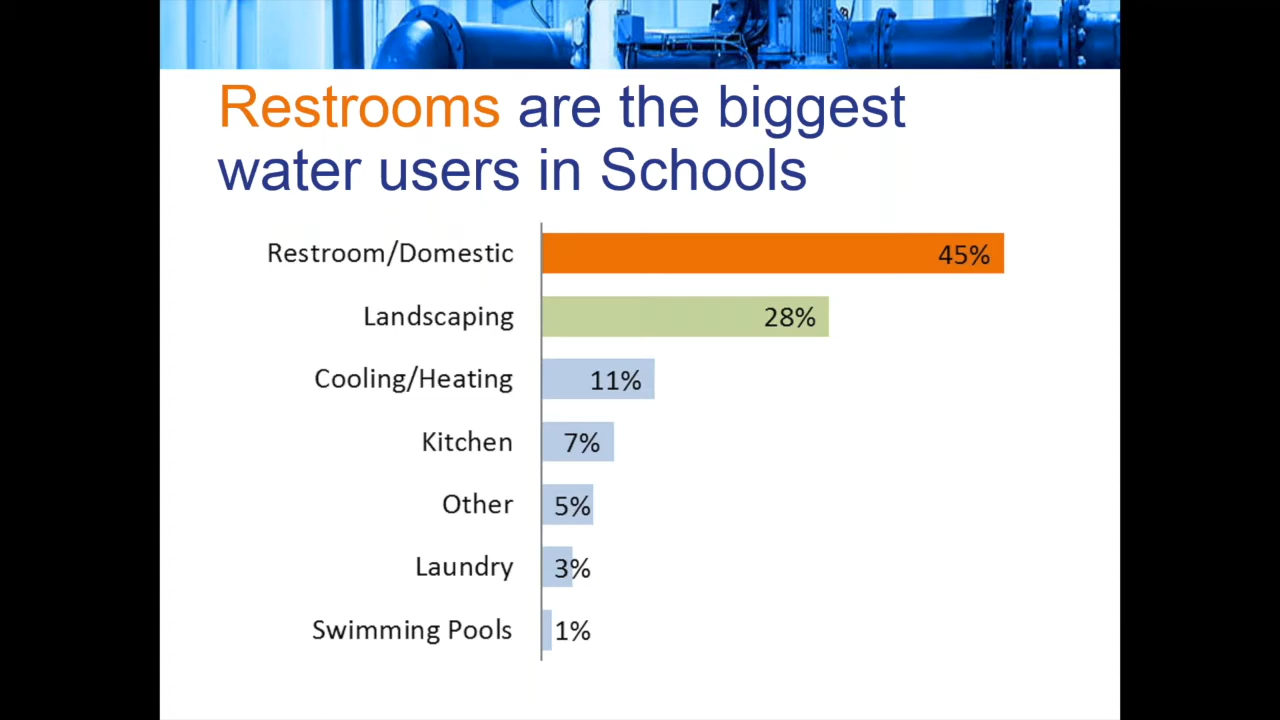 Restrooms are the biggest
water users in Schools
Restroom/Domestic 45%
Landscaping 28%
Cooling/Heating 11%
Kitchen 7%
Other 5%
Laundry 3%
Swimming Pools 1%